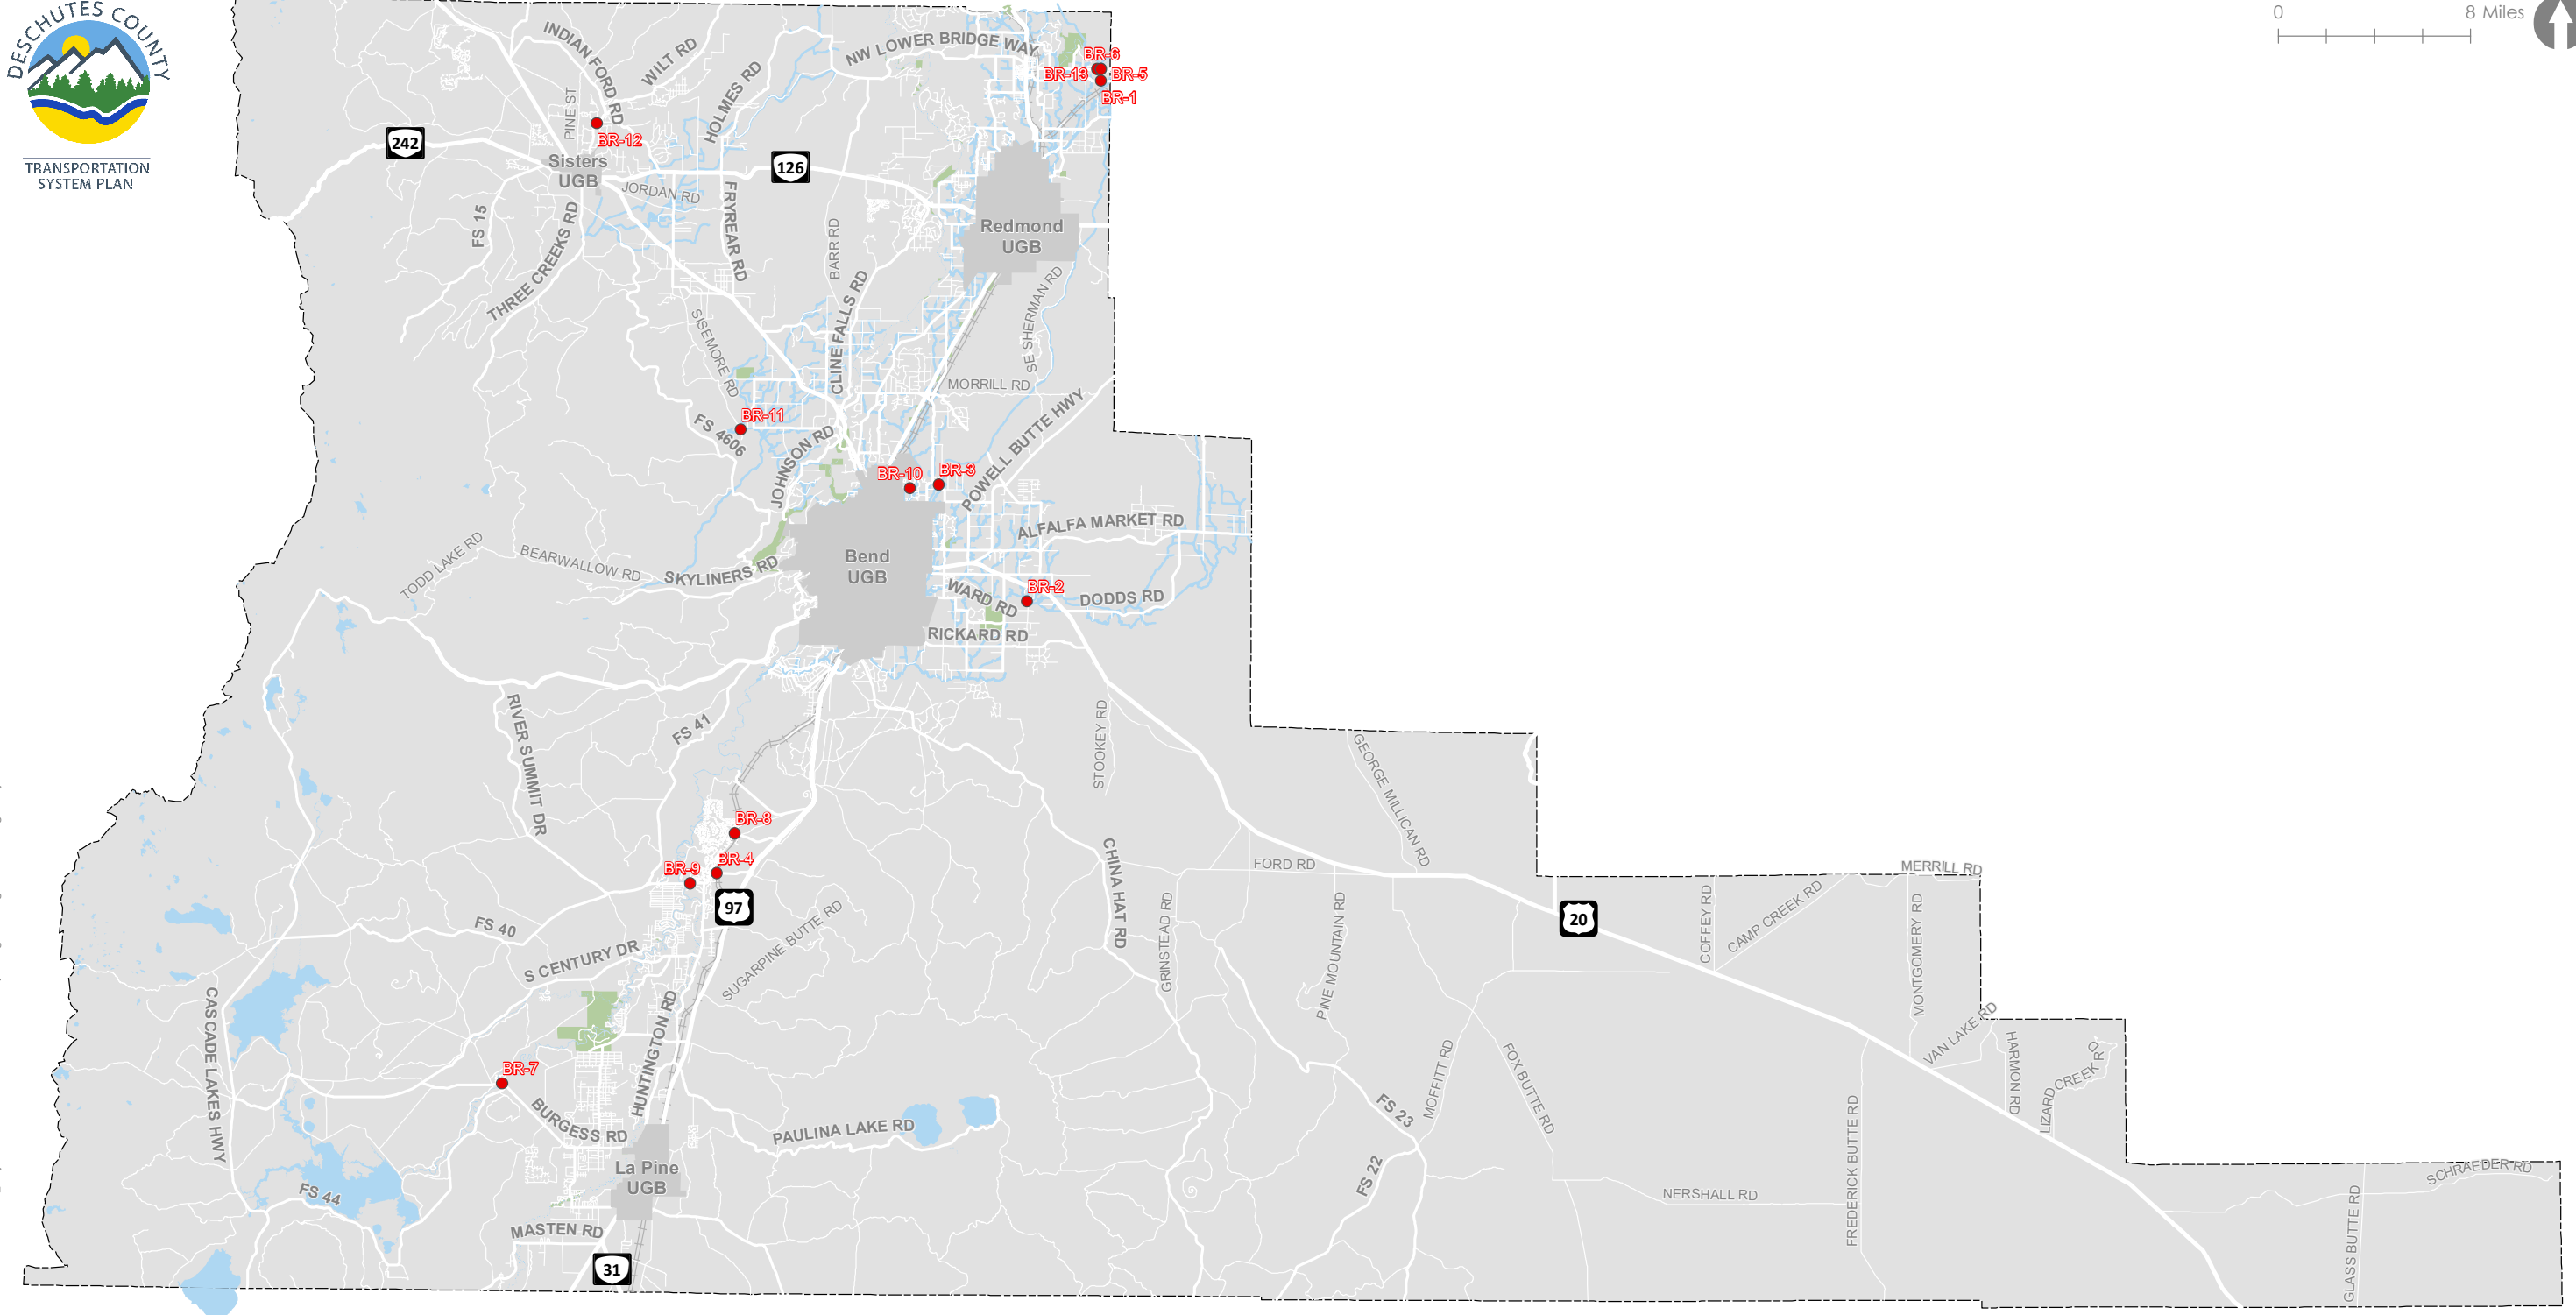 DESCHUTES COUNTY
TRANSPORTATION
SYSTEM PLAN
0 8 Miles
INDIAN FORD RD
WILT RD
HOLMES RD
NW LOWER BRIDGE WAY
BR-6
BR-13
BR-5
BR-1
PINE ST
BR-12
242
126
Sisters
UGB
JORDAN RD
FRYREAR RD
FS 15
THREE CREEKS RD
BARR RD
Redmond
UGB
SE SHERMAN RD
SISEMORE RD
CLINE FALLS RD
MORRILL RD
POWELL BUTTE HWY
BR-11
FS 4606
JOHNSON RD
BR-10
BR-3
ALFALFA MARKET RD
TODD LAKE RD
BEARWALLOW RD
SKYLINERS RD
Bend
UGB
BR-2
WARD RD
DODDS RD
RICKARD RD
RIVER SUMMIT DR
FS 41
STOOKEY RD
GEORGE MILLICAN RD
BR-8
BR-4
BR-9
97
CHINA HAT RD
FORD RD
MERRILL RD
20
FS 40
S CENTURY DR
SUGARPINE BUTTE RD
GRINSTEAD RD
PINE MOUNTAIN RD
COFFEY RD
CAMP CREEK RD
MONTGOMERY RD
CASCADE LAKES HWY
HUNTINGTON RD
VAN LAKE RD
HARMON RD
LIZARD CREEK RD
BR-7
BURGESS RD
MOFFITT RD
FOX BUTTE RD
FS 23
PAULINA LAKE RD
FREDERICK BUTTE RD
La Pine
UGB
FS 44
FS 22
NERSHALL RD
SCHRAEDER RD
GLASS BUTTE RD
MASTEN RD
31